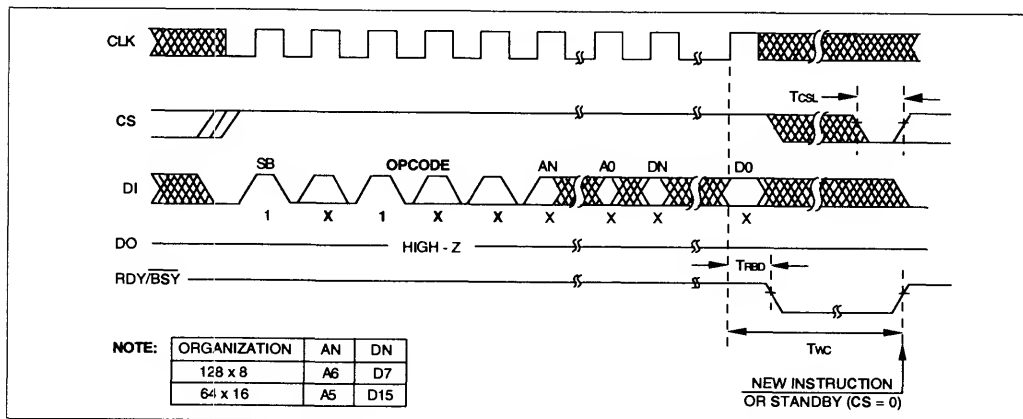 CLK
TCSL
CS
SB OPCODE AN A0 DN D0
DI
1 X 1 X X X X X X
DO HIGH - Z
TRBD
RDY/BSY
TWC
NOTE: ORGANIZATION AN DN
128 x 8 A6 D7
64 x 16 A5 D15
NEW INSTRUCTION
OR STANDBY (CS = 0)